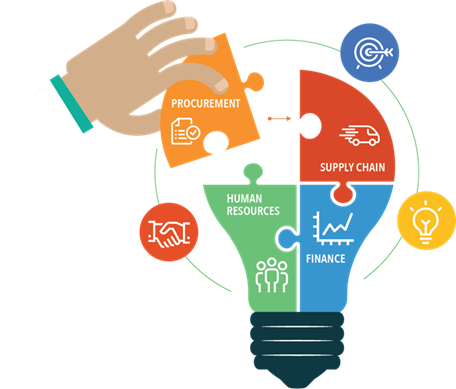 PROCUREMENT
SUPPLY CHAIN
HUMAN
RESOURCES
FINANCE